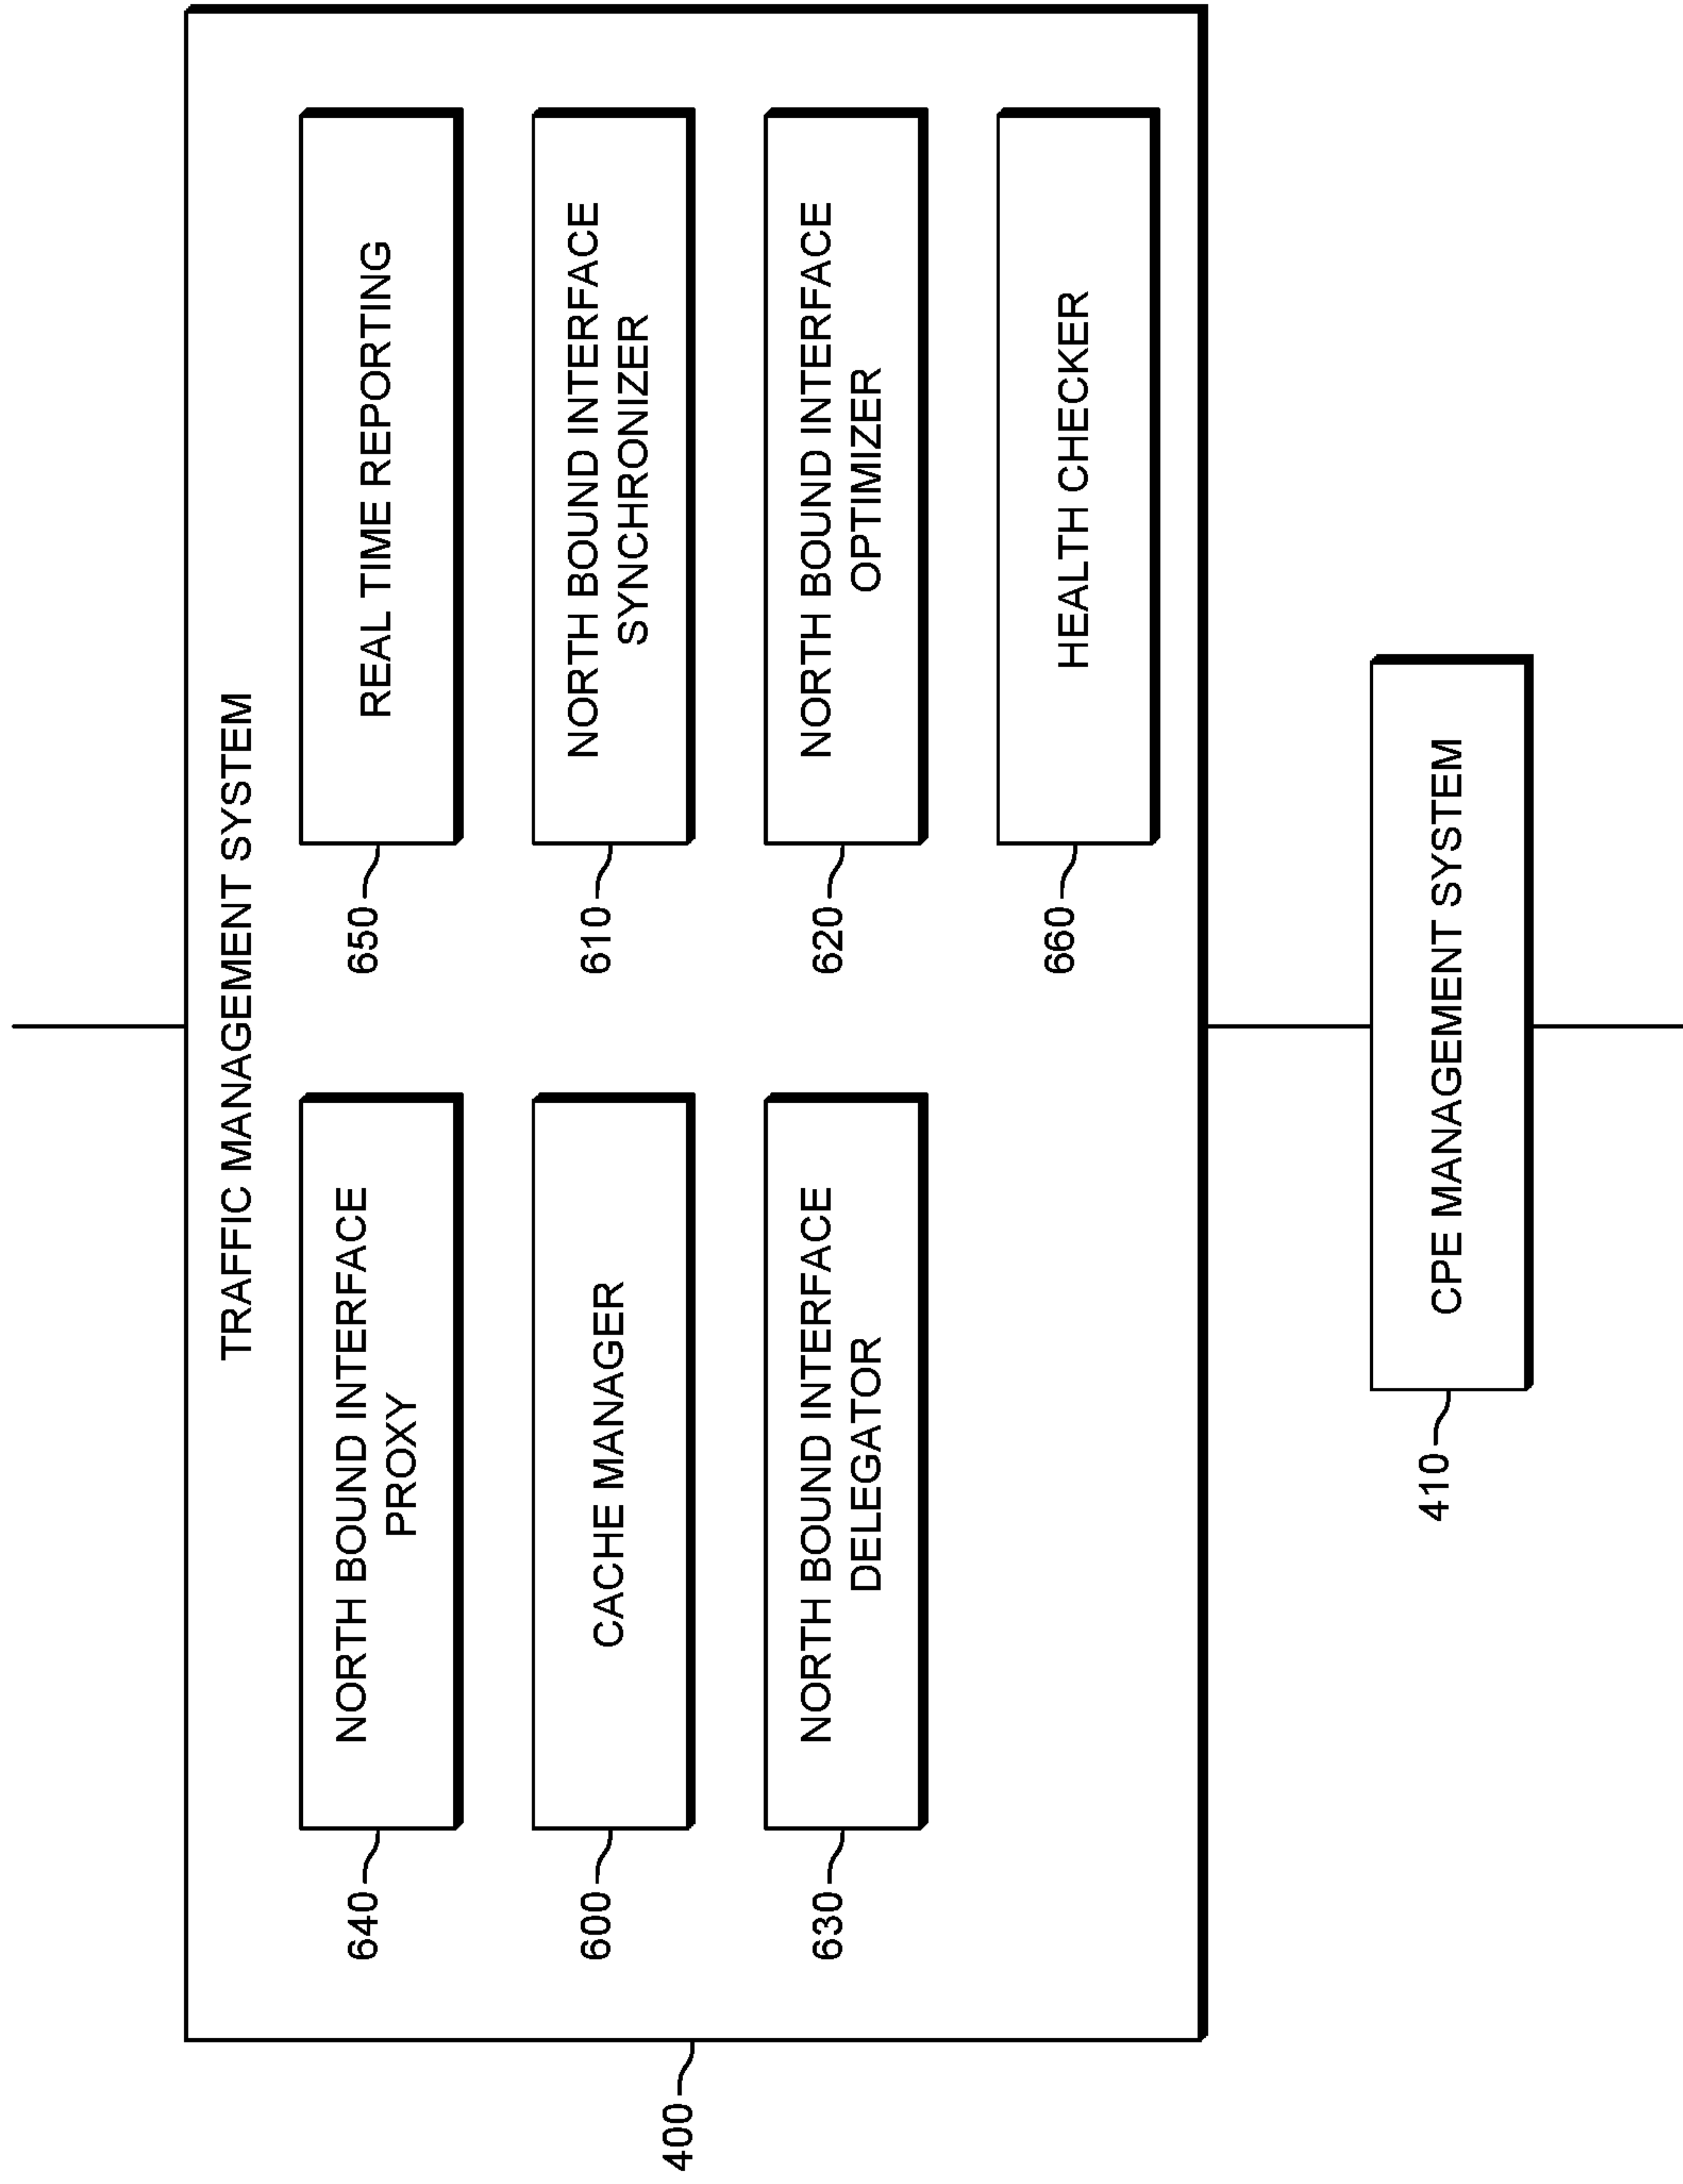 TRAFFIC MANAGEMENT SYSTEM
400
640
NORTH BOUND INTERFACE
PROXY
650
REAL TIME REPORTING
600
CACHE MANAGER
610
NORTH BOUND INTERFACE
SYNCHRONIZER
630
NORTH BOUND INTERFACE
DELEGATOR
620
NORTH BOUND INTERFACE
OPTIMIZER
660
HEALTH CHECKER
410
CPE MANAGEMENT SYSTEM